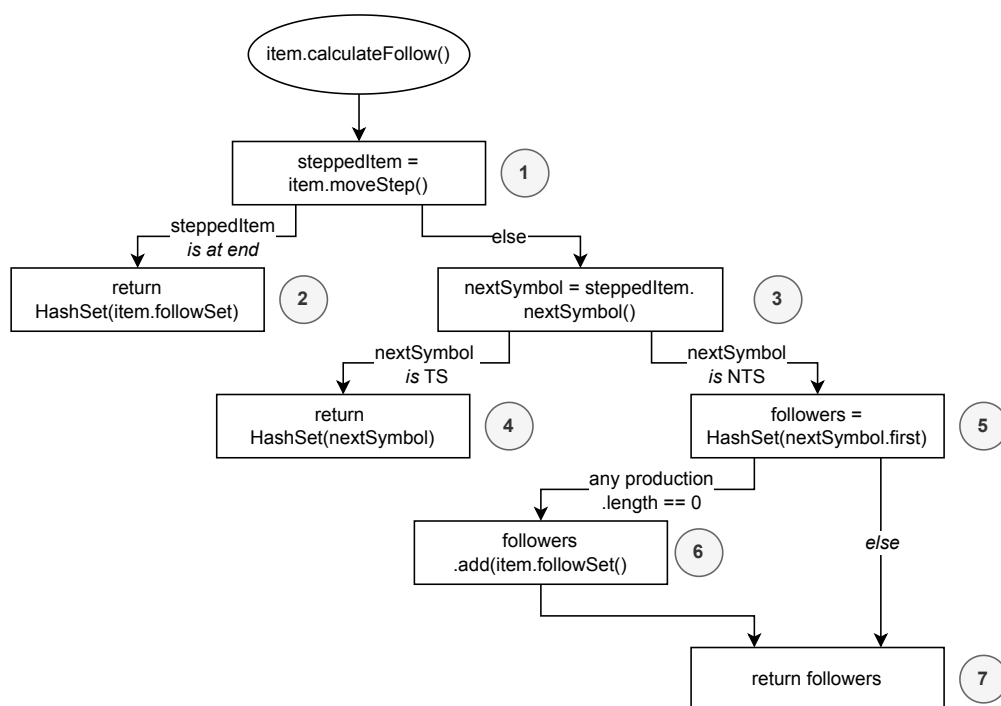 item.calculateFollow()
steppedItem =
item.moveStep()
1
steppedItem
is at end
else
return
HashSet(item.followSet)
2
nextSymbol = steppedItem.
nextSymbol()
3
nextSymbol
is TS
nextSymbol
is NTS
return
HashSet(nextSymbol)
4
followers =
HashSet(nextSymbol.first)
5
any production
.length == 0
else
followers
.add(item.followSet()
6
return followers
7